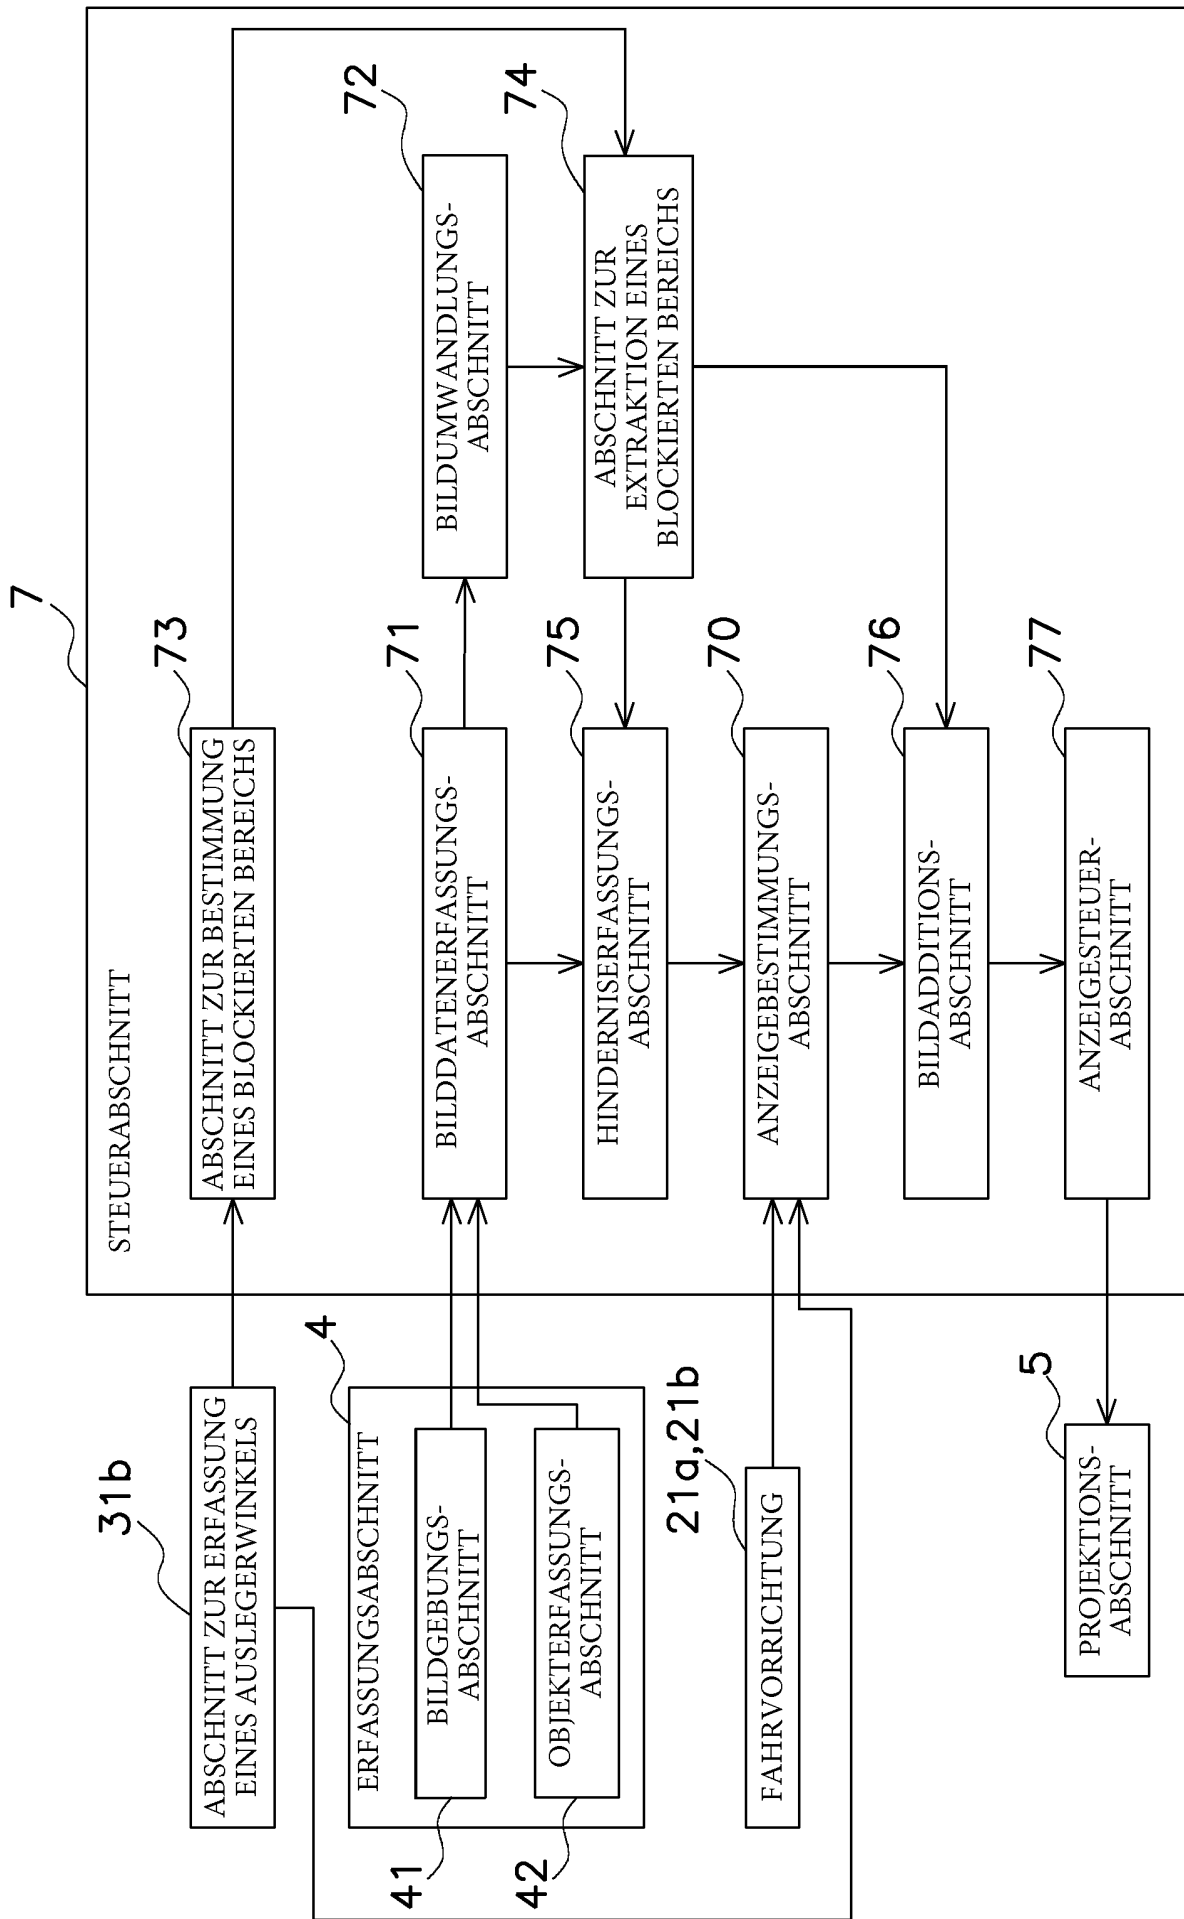 7
STEUERABSCHNITT
31b
ABSCHNITT ZUR ERFASSUNG
EINES AUSLEGERWINKELS
73
ABSCHNITT ZUR BESTIMMUNG
EINES BLOCKIERTEN BEREICHS
4
ERFASSUNGSABSCHNITT
41
BILDGEBUNGS-
ABSCHNITT
42
OBJEKTERFASSUNGS-
ABSCHNITT
71
BILDDATENERFASSUNGS-
ABSCHNITT
72
BILDUMWANDLUNGS-
ABSCHNITT
75
HINDERNISERFASSUNGS-
ABSCHNITT
74
ABSCHNITT ZUR
EXTRAKTION EINES
BLOCKIERTEN BEREICHS
21a,21b
FAHRVORRICHTUNG
70
ANZEIGEBESTIMMUNGS-
ABSCHNITT
76
BILDADDITIONS-
ABSCHNITT
5
PROJEKTIONS-
ABSCHNITT
77
ANZEIGESTEUER-
ABSCHNITT